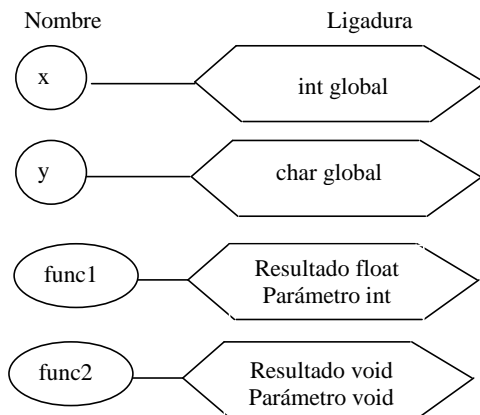 Nombre Ligadura
x int global
y char global
func1 Resultado float
Parámetro int
func2 Resultado void
Parámetro void